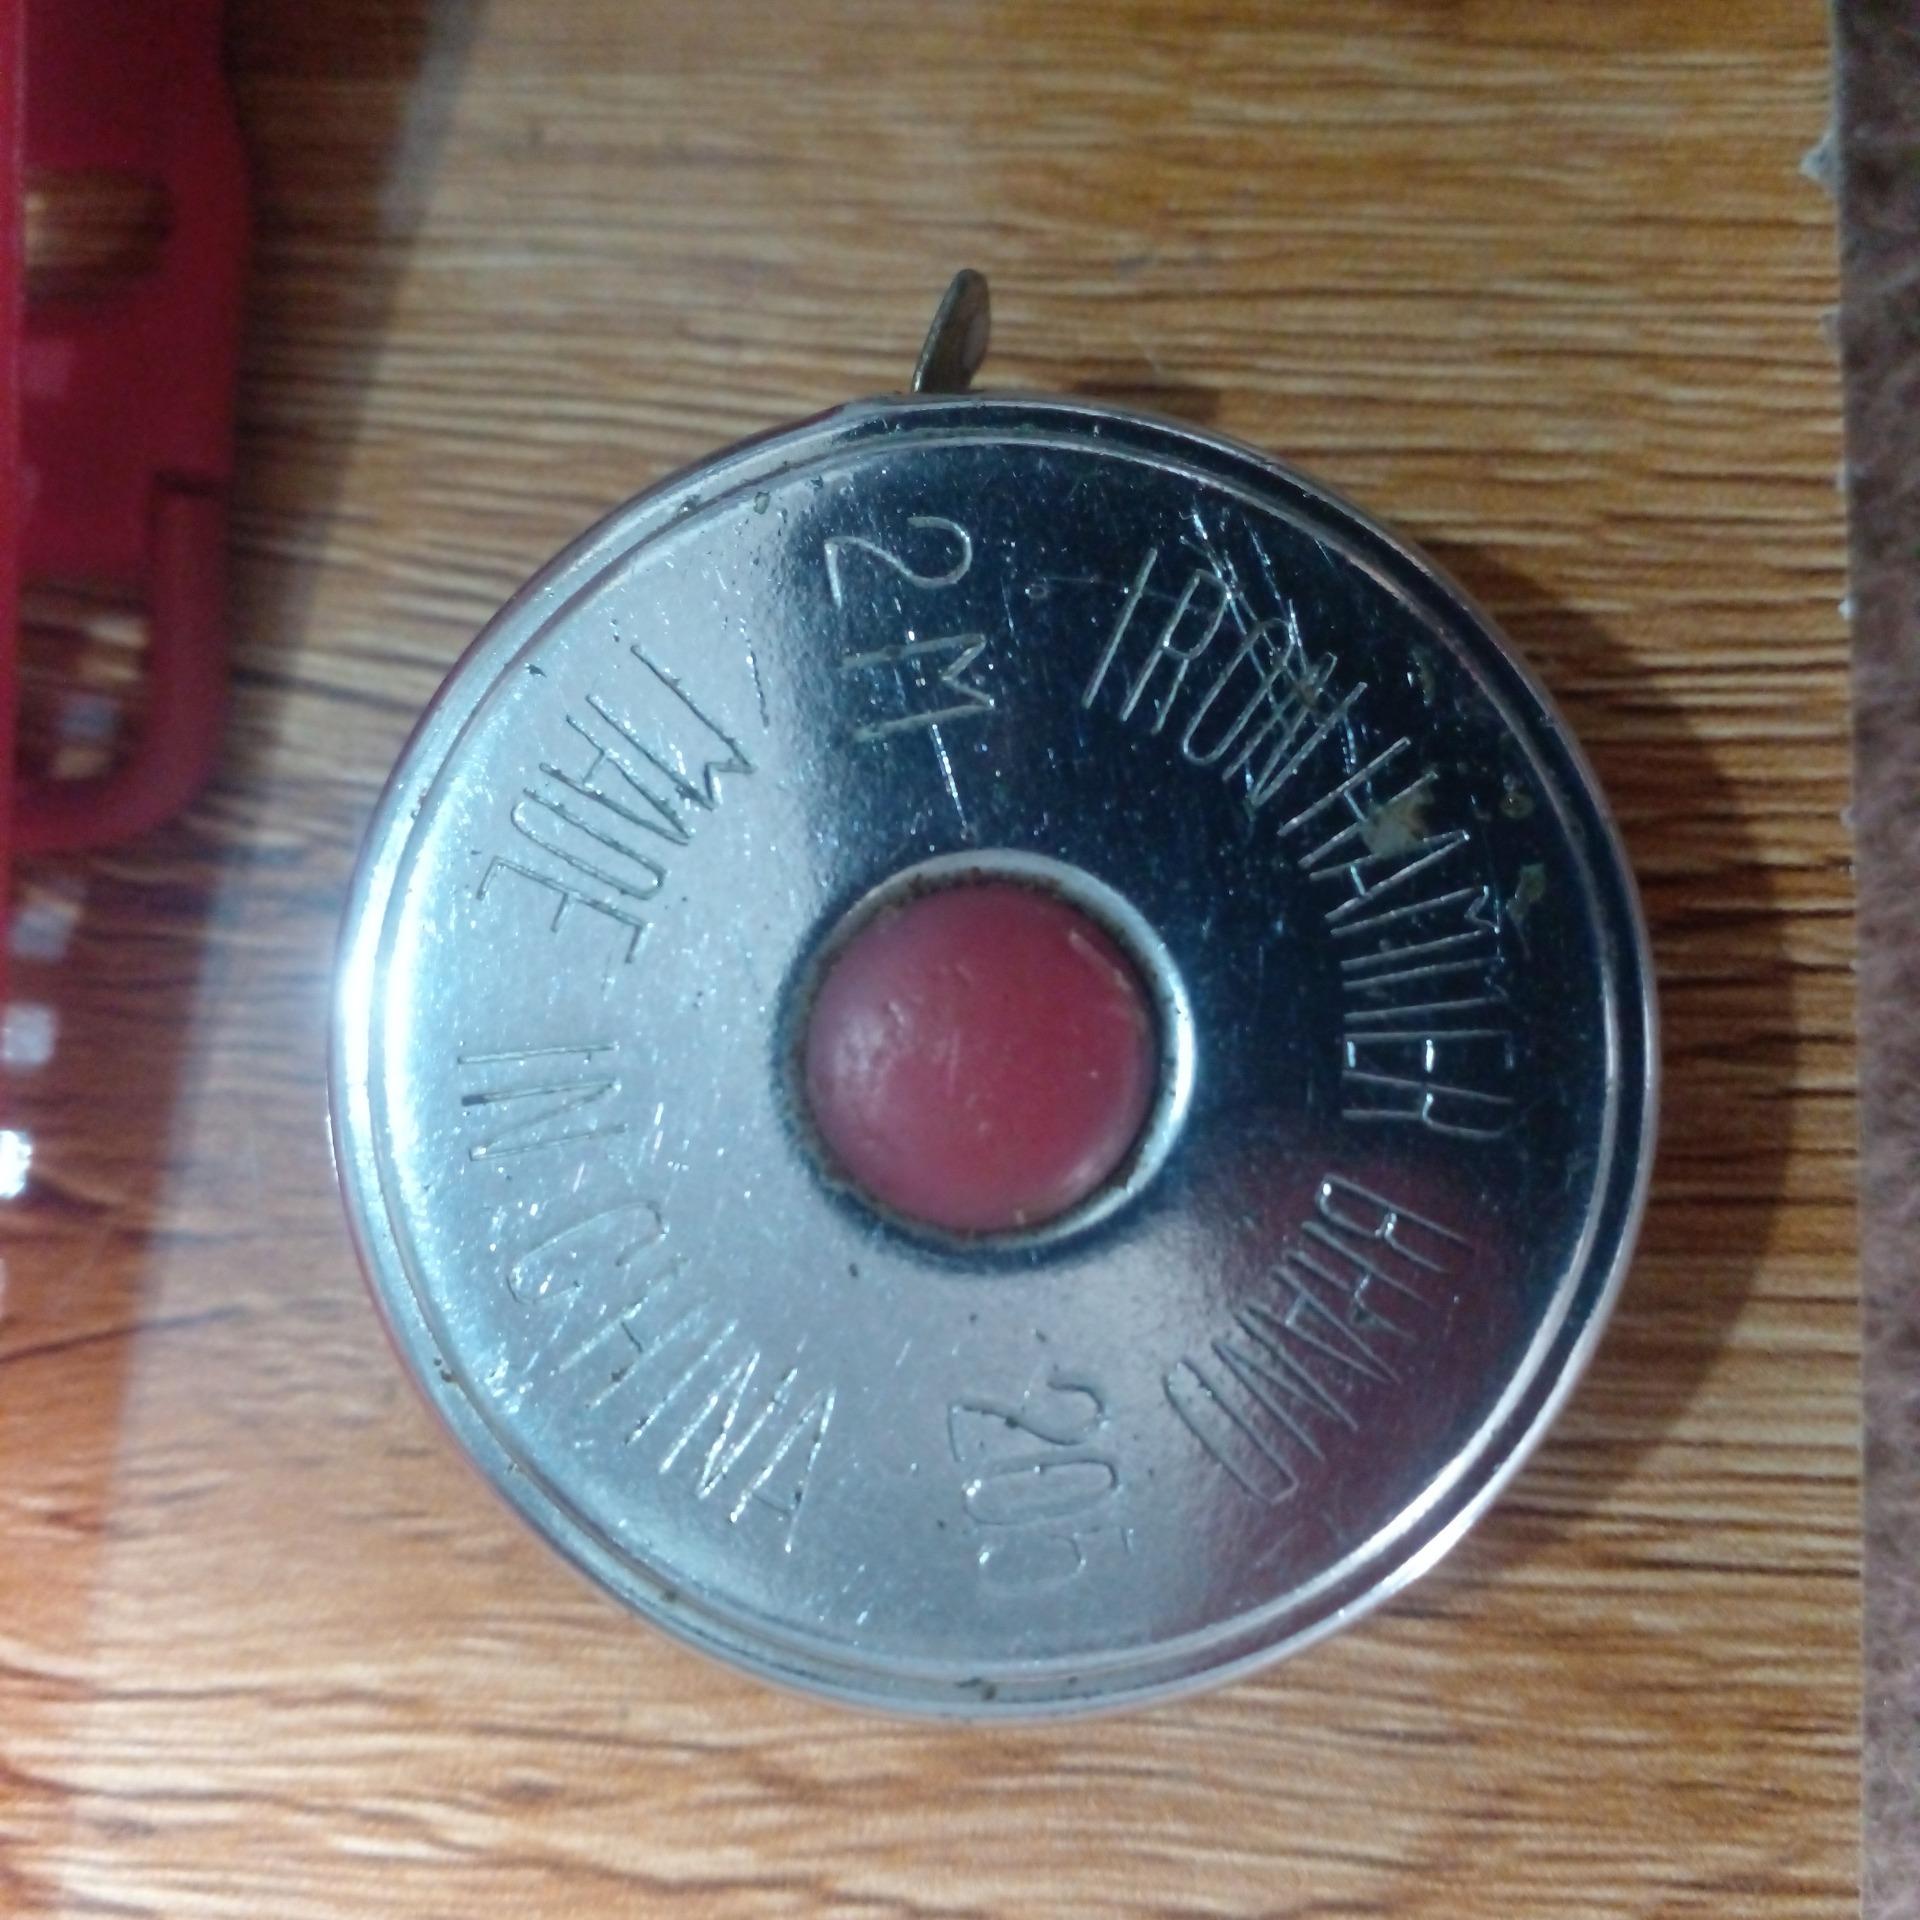 IRON HAMMER
BRAND
2M
MADE
IN CHINA
205